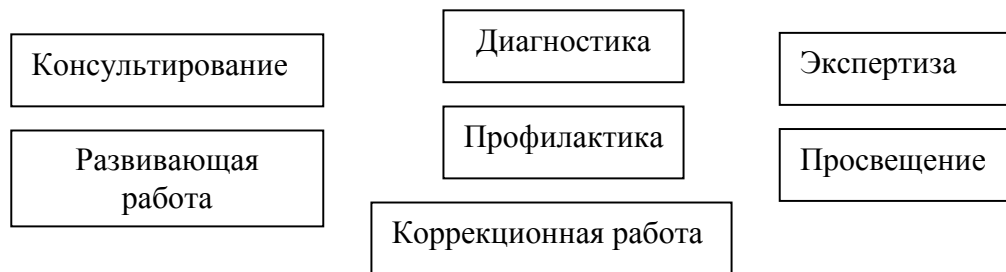 Консультирование
Развивающая
работа
Диагностика
Профилактика
Коррекционная работа
Экспертиза
Просвещение